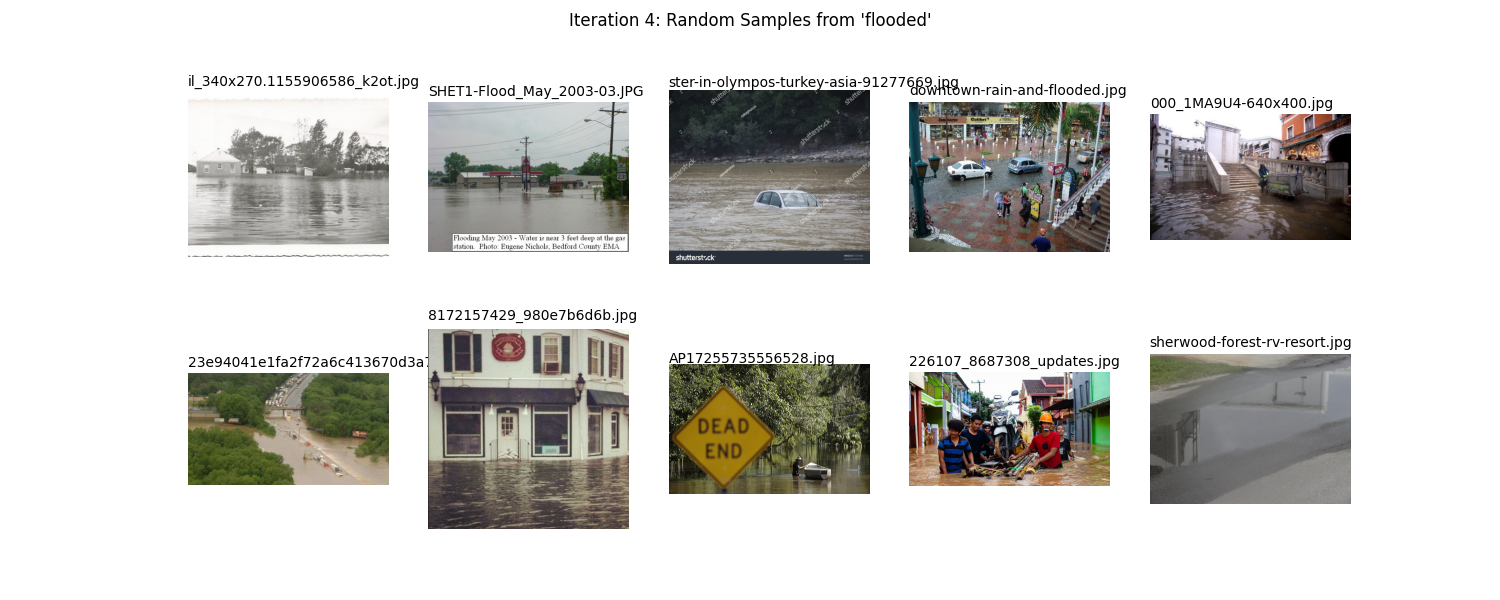 Iteration 4: Random Samples from 'flooded'
il_340x270.1155906586_k2ot.jpg
SHET1-Flood_May_2003-03.JPG
ster-in-olympos-turkey-asia-91277669.jpg
downtown-rain-and-flooded.jpg
000_1MA9U4-640x400.jpg
Flooding May 2003 - Water is near 3 feet deep at the gas
station. Photo: Eugene Nichols, Bedford County EMA
shutterstock
23e94041e1fa2f72a6c413670d3a
8172157429_980e7b6d6b.jpg
AP17255735556528.jpg
226107_8687308_updates.jpg
sherwood-forest-rv-resort.jpg
DEAD
END